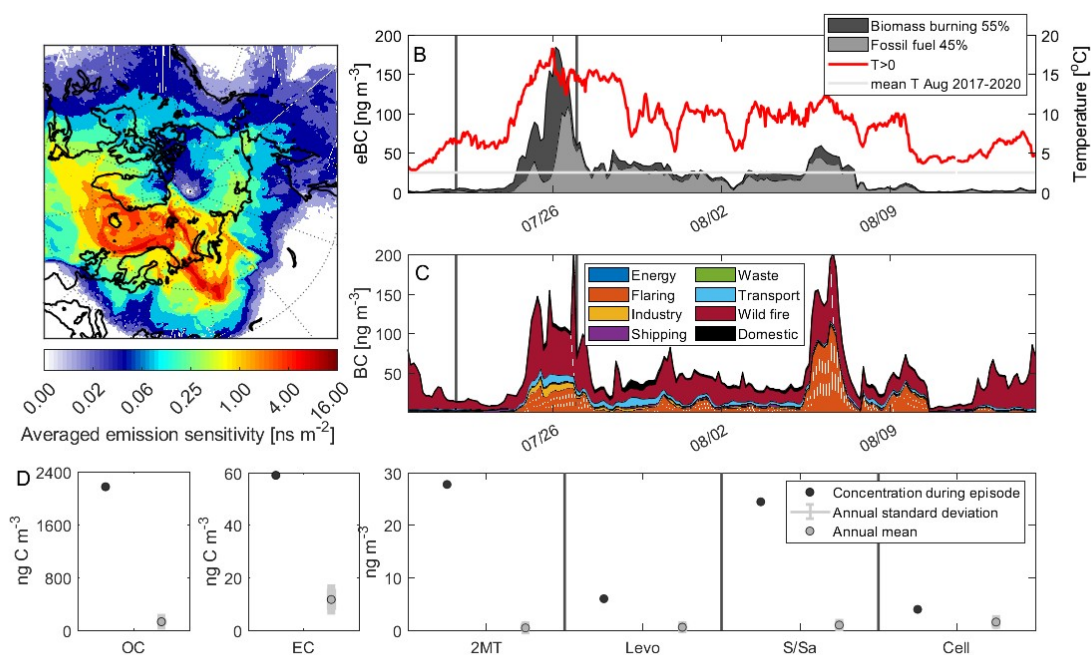 A
0.00
0.02
0.06
0.25
1.00
4.00
16.00
Averaged emission sensitivity [ns m⁻²]
B
200
150
100
50
0
eBC [ng m⁻³]
20
15
10
5
0
Temperature [°C]
Biomass burning 55%
Fossil fuel 45%
T>0
mean T Aug 2017-2020
07/26
08/02
08/09
C
200
150
100
50
BC [ng m⁻³]
Energy
Flaring
Industry
Shipping
Waste
Transport
Wild fire
Domestic
07/26
08/02
08/09
D
2400
1600
800
0
ng C m⁻³
OC
60
40
20
0
ng C m⁻³
EC
30
20
10
0
ng m⁻³
2MT
Levo
S/Sa
Cell
Concentration during episode
Annual standard deviation
Annual mean